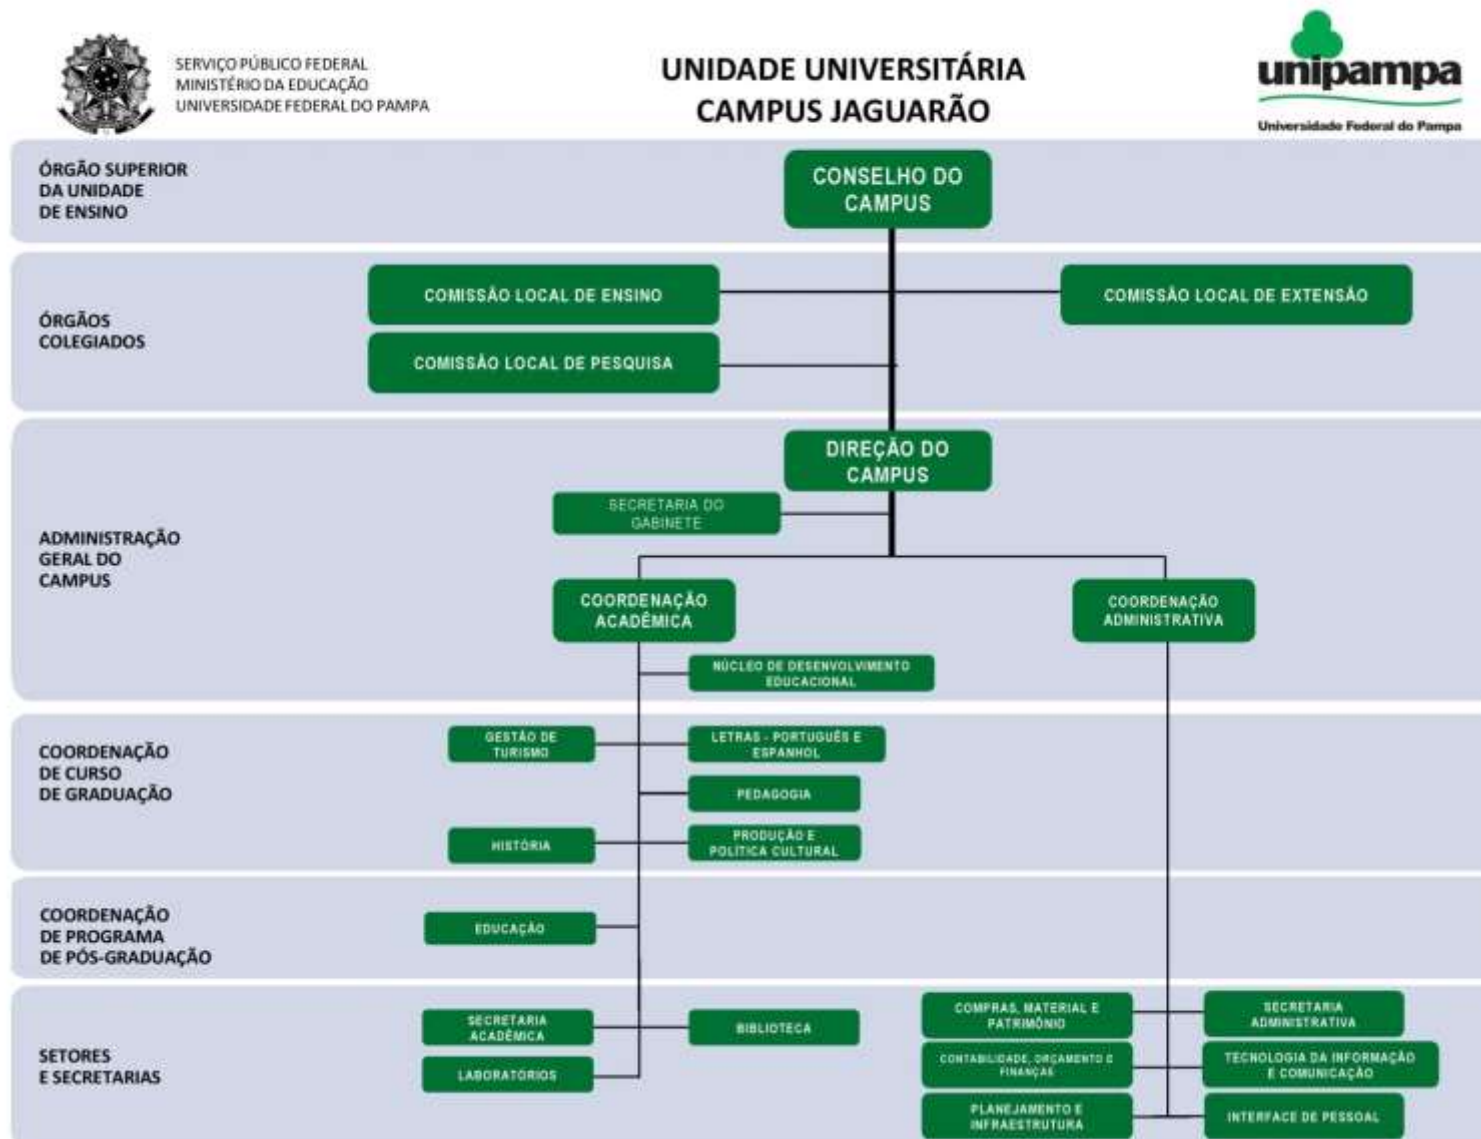 SERVIÇO PÚBLICO FEDERAL
MINISTÉRIO DA EDUCAÇÃO
UNIVERSIDADE FEDERAL DO PAMPA
UNIDADE UNIVERSITÁRIA
CAMPUS JAGUARÃO
unipampa
Universidade Federal do Pampa
ÓRGÃO SUPERIOR
DA UNIDADE
DE ENSINO
CONSELHO DO
CAMPUS
ÓRGÃOS
COLEGIADOS
COMISSÃO LOCAL DE ENSINO
COMISSÃO LOCAL DE EXTENSÃO
COMISSÃO LOCAL DE PESQUISA
ADMINISTRAÇÃO
GERAL DO
CAMPUS
DIREÇÃO DO
CAMPUS
SECRETARIA DO
GABINETE
COORDENAÇÃO
ACADÊMICA
COORDENAÇÃO
ADMINISTRATIVA
NÚCLEO DE DESENVOLVIMENTO
EDUCACIONAL
COORDENAÇÃO
DE CURSO
DE GRADUAÇÃO
GESTÃO DE
TURISMO
LETRAS - PORTUGUÊS E
ESPANHOL
PEDAGOGIA
HISTÓRIA
PRODUÇÃO E
POLÍTICA CULTURAL
COORDENAÇÃO
DE PROGRAMA
DE PÓS-GRADUAÇÃO
EDUCAÇÃO
SETORES
E SECRETARIAS
SECRETARIA
ACADÊMICA
BIBLIOTECA
LABORATÓRIOS
COMPRAS, MATERIAL E
PATRIMÔNIO
SECRETARIA
ADMINISTRATIVA
CONTABILIDADE, ORÇAMENTO E
FINANÇAS
TECNOLOGIA DA INFORMAÇÃO
E COMUNICAÇÃO
PLANEJAMENTO E
INFRAESTRUTURA
INTERFACE DE PESSOAL